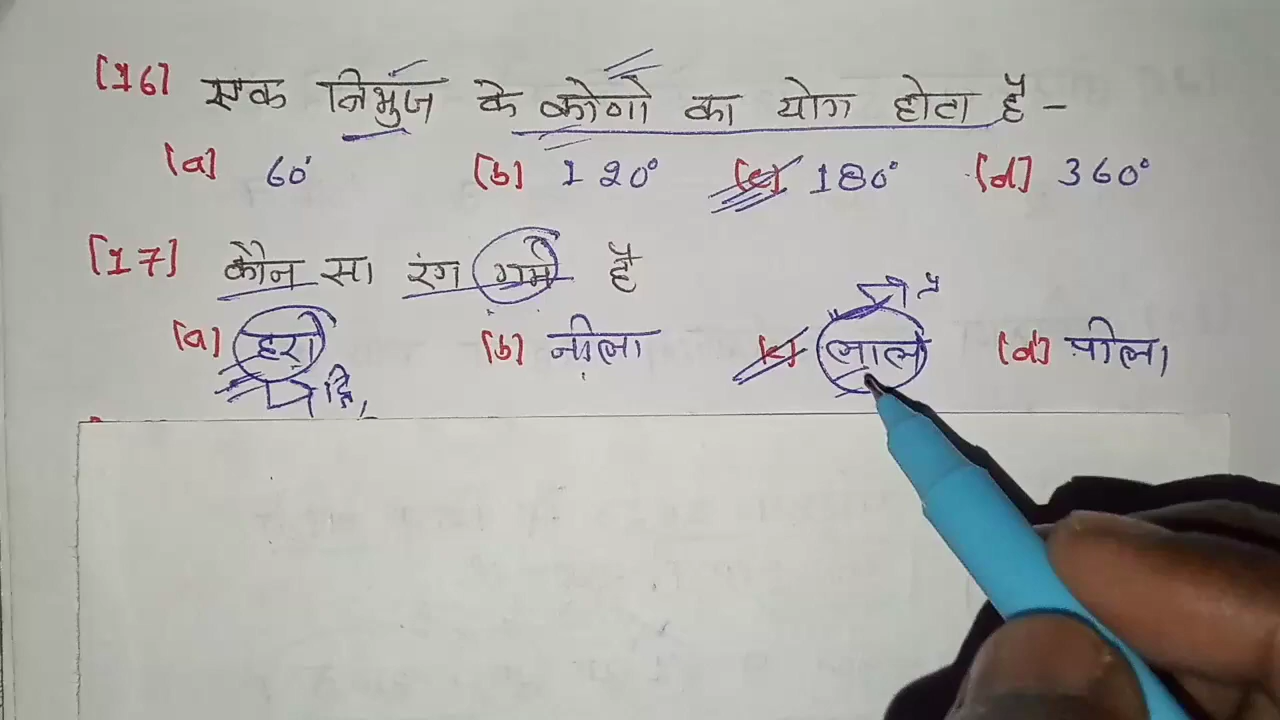 [16] एक त्रिभुज के कोणो का योग होता है -
[a] 60° [b] 120° [c] 180° [d] 360°
[17] कौन सा रंग गर्म है
[a] हरा [b] नीला [c] लाल [d] पीला